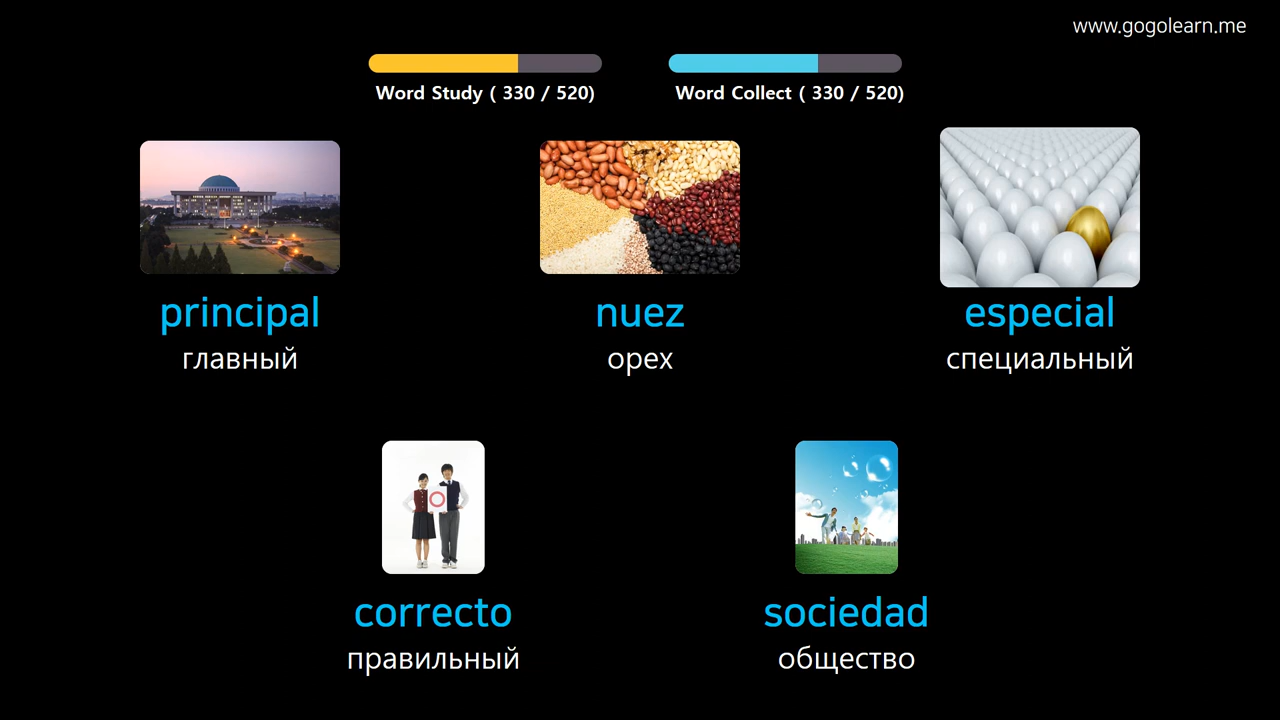 www.gogolearn.me
Word Study ( 330 / 520)
Word Collect ( 330 / 520)
principal
главный
nuez
орех
especial
специальный
correcto
правильный
sociedad
общество